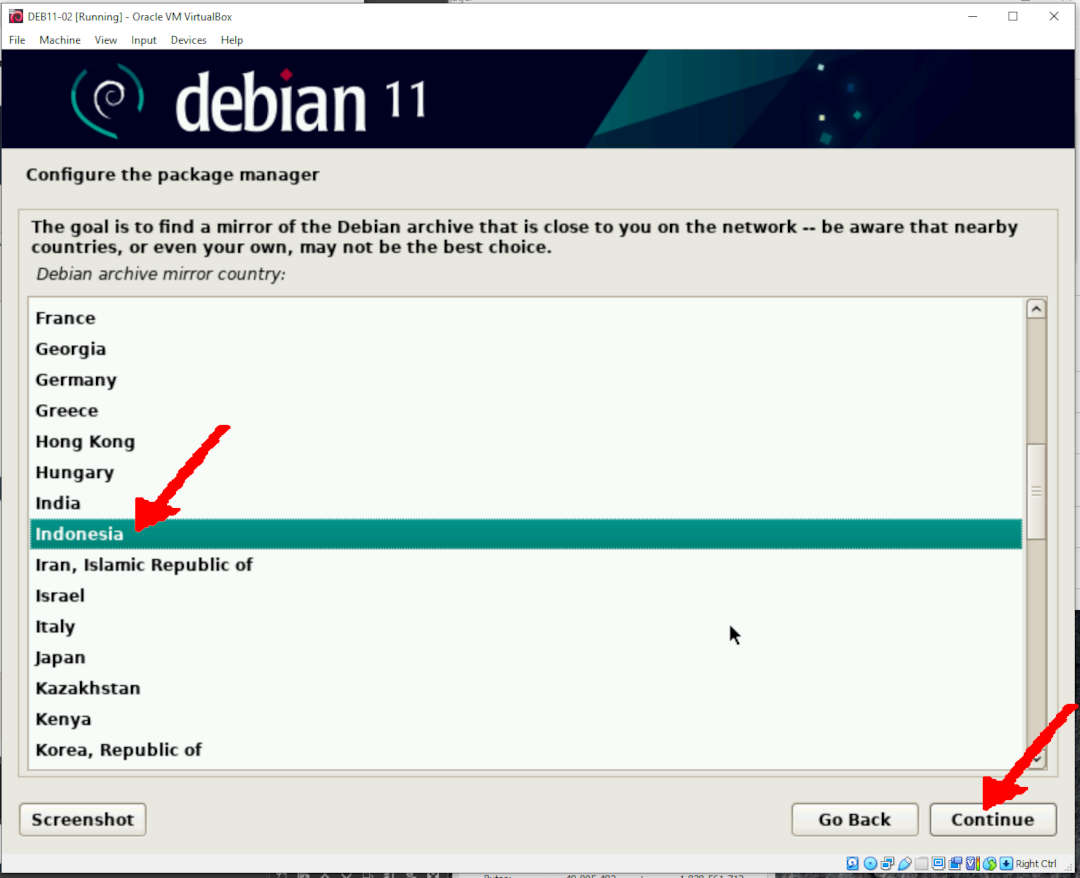 DEB11-02 [Running] - Oracle VM VirtualBox
File Machine View Input Devices Help
debian 11
Configure the package manager
The goal is to find a mirror of the Debian archive that is close to you on the network -- be aware that nearby
countries, or even your own, may not be the best choice.
Debian archive mirror country:
France
Georgia
Germany
Greece
Hong Kong
Hungary
India
Indonesia
Iran, Islamic Republic of
Israel
Italy
Japan
Kazakhstan
Kenya
Korea, Republic of
Screenshot
Go Back
Continue
Right Ctrl